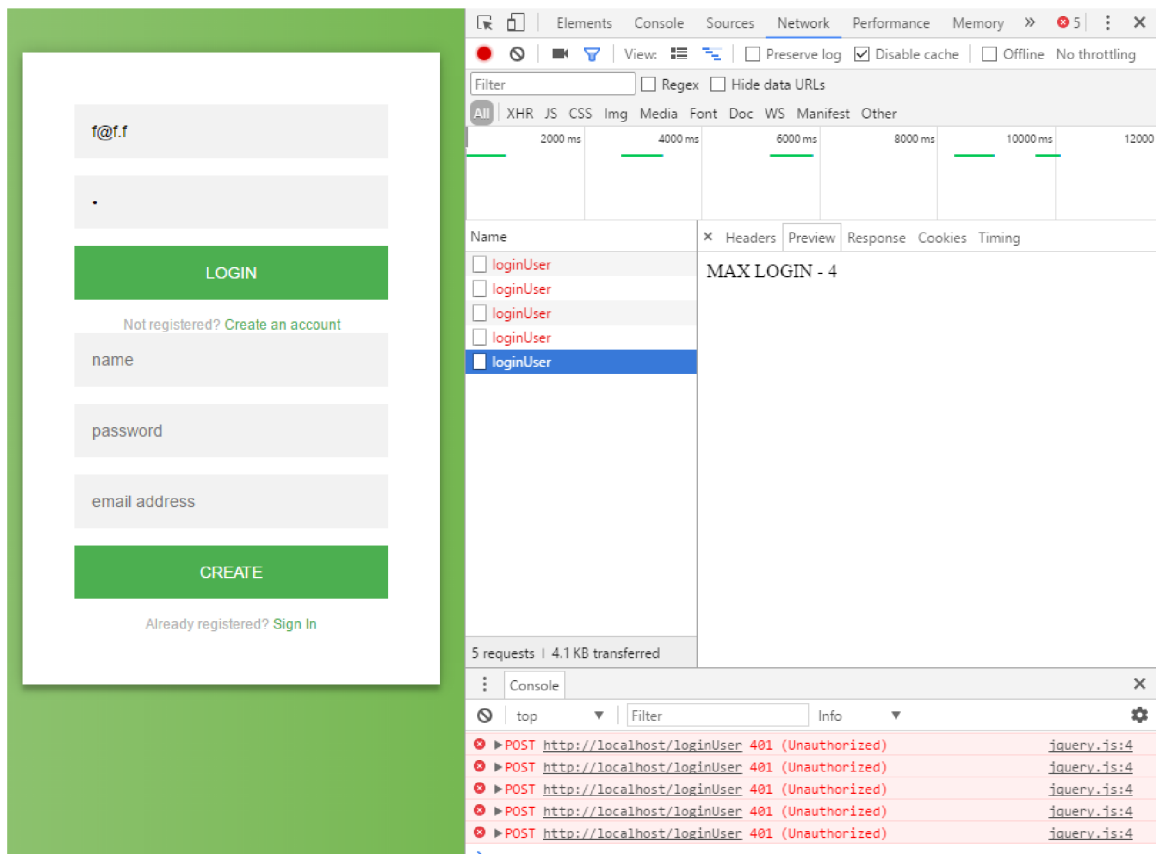 f@f.f
LOGIN
Not registered? Create an account
name
password
email address
CREATE
Already registered? Sign In
Elements Console Sources Network Performance Memory » 5
View: Preserve log Disable cache Offline No throttling
Filter Regex Hide data URLs
All XHR JS CSS Img Media Font Doc WS Manifest Other
2000 ms 4000 ms 6000 ms 8000 ms 10000 ms 12000
Name
loginUser
loginUser
loginUser
loginUser
loginUser
5 requests | 4.1 KB transferred
× Headers Preview Response Cookies Timing
MAX LOGIN - 4
Console
top ▼ Filter Info ▼
▶POST http://localhost/loginUser 401 (Unauthorized) jquery.js:4
▶POST http://localhost/loginUser 401 (Unauthorized) jquery.js:4
▶POST http://localhost/loginUser 401 (Unauthorized) jquery.js:4
▶POST http://localhost/loginUser 401 (Unauthorized) jquery.js:4
▶POST http://localhost/loginUser 401 (Unauthorized) jquery.js:4